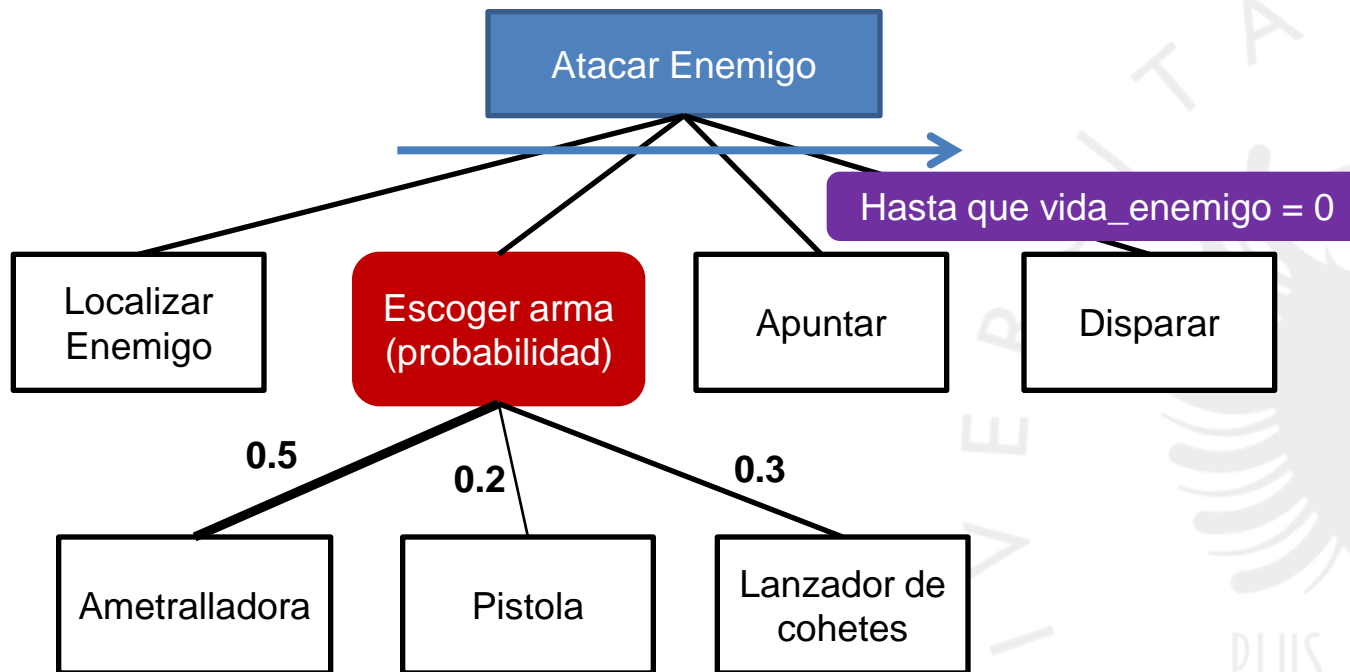 Atacar Enemigo
Hasta que vida_enemigo = 0
Localizar
Enemigo
Escoger arma
(probabilidad)
Apuntar
Disparar
0.5
0.2
0.3
Ametralladora
Pistola
Lanzador de
cohetes